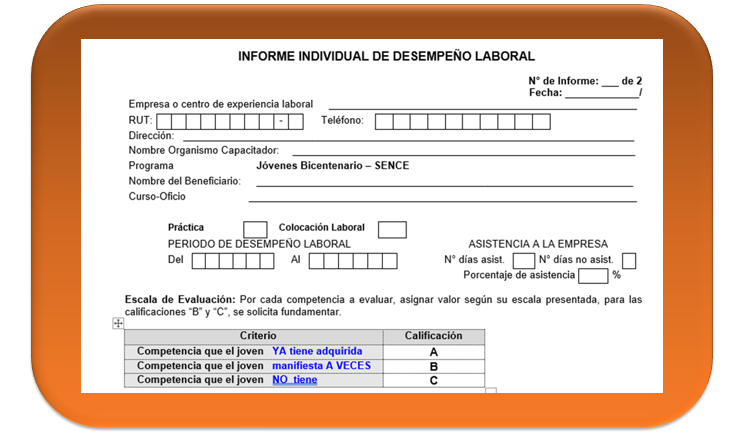 INFORME INDIVIDUAL DE DESEMPEÑO LABORAL
N° de Informe: ___ de 2
Fecha: ____________/
Empresa o centro de experiencia laboral
RUT: - Teléfono:
Dirección:
Nombre Organismo Capacitador:
Programa Jóvenes Bicentenario – SENCE
Nombre del Beneficiario:
Curso-Oficio
Práctica Colocación Laboral
PERIODO DE DESEMPEÑO LABORAL ASISTENCIA A LA EMPRESA
Del Al N° días asist. N° días no asist.
Porcentaje de asistencia %
Escala de Evaluación: Por cada competencia a evaluar, asignar valor según su escala presentada, para las
calificaciones “B” y “C”, se solicita fundamentar.
Criterio Calificación
Competencia que el joven YA tiene adquirida A
Competencia que el joven manifiesta A VECES B
Competencia que el joven NO tiene C